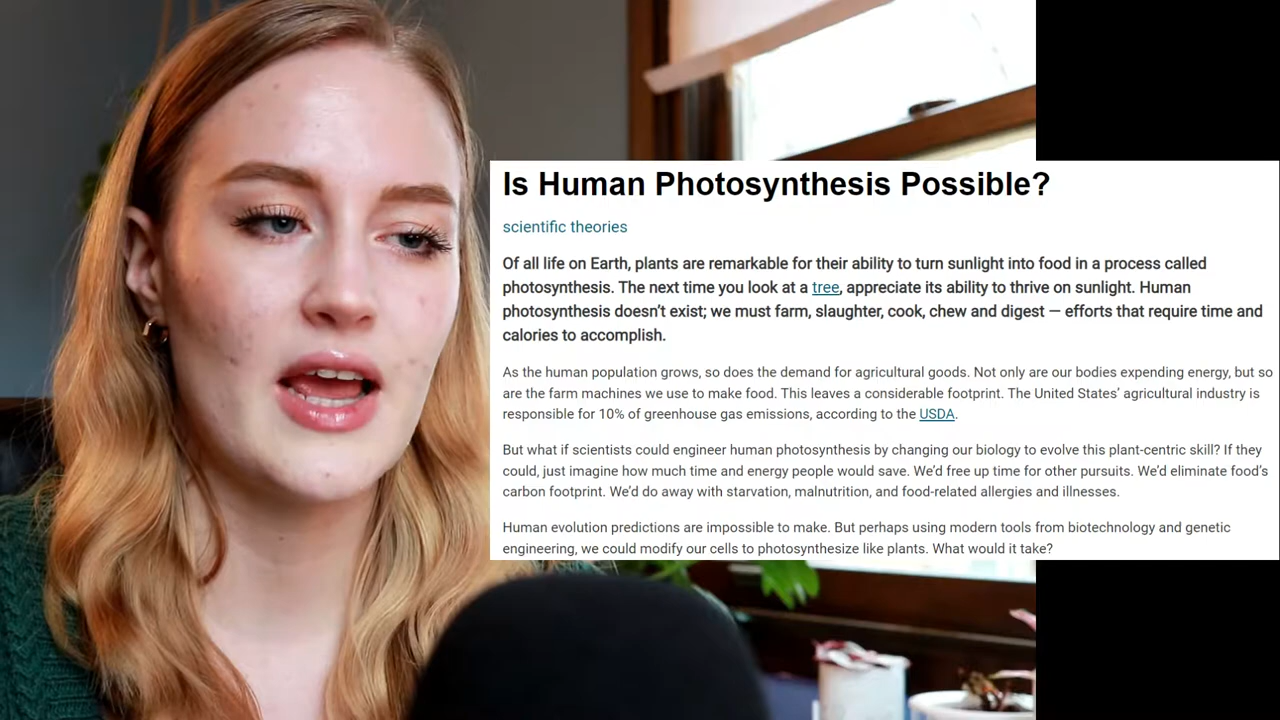 Is Human Photosynthesis Possible?
scientific theories
Of all life on Earth, plants are remarkable for their ability to turn sunlight into food in a process called
photosynthesis. The next time you look at a tree, appreciate its ability to thrive on sunlight. Human
photosynthesis doesn’t exist; we must farm, slaughter, cook, chew and digest — efforts that require time and
calories to accomplish.
As the human population grows, so does the demand for agricultural goods. Not only are our bodies expending energy, but so
are the farm machines we use to make food. This leaves a considerable footprint. The United States’ agricultural industry is
responsible for 10% of greenhouse gas emissions, according to the USDA.
But what if scientists could engineer human photosynthesis by changing our biology to evolve this plant-centric skill? If they
could, just imagine how much time and energy people would save. We’d free up time for other pursuits. We’d eliminate food’s
carbon footprint. We’d do away with starvation, malnutrition, and food-related allergies and illnesses.
Human evolution predictions are impossible to make. But perhaps using modern tools from biotechnology and genetic
engineering, we could modify our cells to photosynthesize like plants. What would it take?